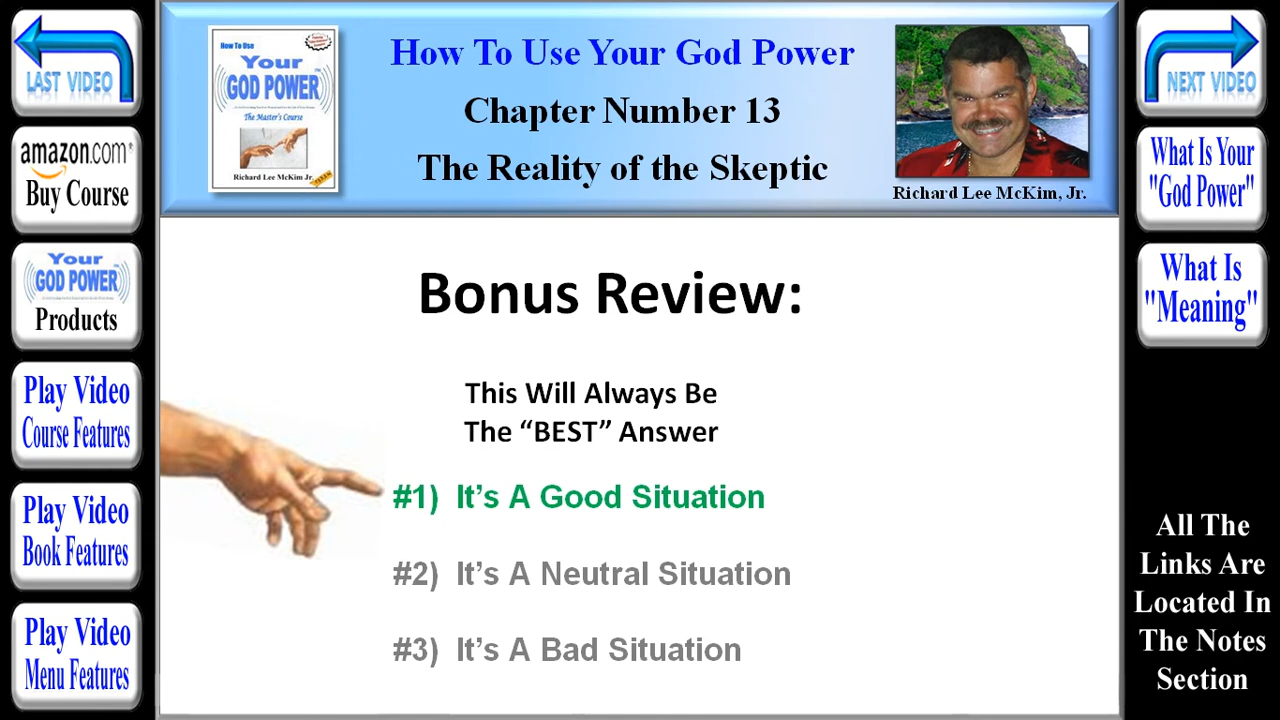 LAST VIDEO
amazon.com
Buy Course
Your
GOD POWER
Products
Play Video
Course Features
Play Video
Book Features
Play Video
Menu Features
How To Use
Your
GOD POWER
The Master's Course
Richard Lee McKim Jr.
How To Use Your God Power
Chapter Number 13
The Reality of the Skeptic
Richard Lee McKim, Jr.
Bonus Review:
This Will Always Be
The “BEST” Answer
#1) It’s A Good Situation
#2) It’s A Neutral Situation
#3) It’s A Bad Situation
NEXT VIDEO
What Is Your
"God Power"
What Is
"Meaning"
All The
Links Are
Located In
The Notes
Section